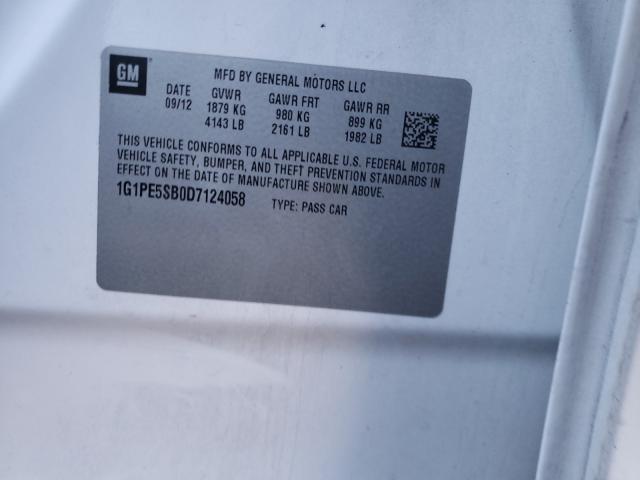 GM
MFD BY GENERAL MOTORS LLC
DATE GVWR GAWR FRT GAWR RR
09/12 1879 KG 980 KG 899 KG
4143 LB 2161 LB 1982 LB
THIS VEHICLE CONFORMS TO ALL APPLICABLE U.S. FEDERAL MOTOR
VEHICLE SAFETY, BUMPER, AND THEFT PREVENTION STANDARDS IN
EFFECT ON THE DATE OF MANUFACTURE SHOWN ABOVE.
1G1PE5SB0D7124058 TYPE: PASS CAR